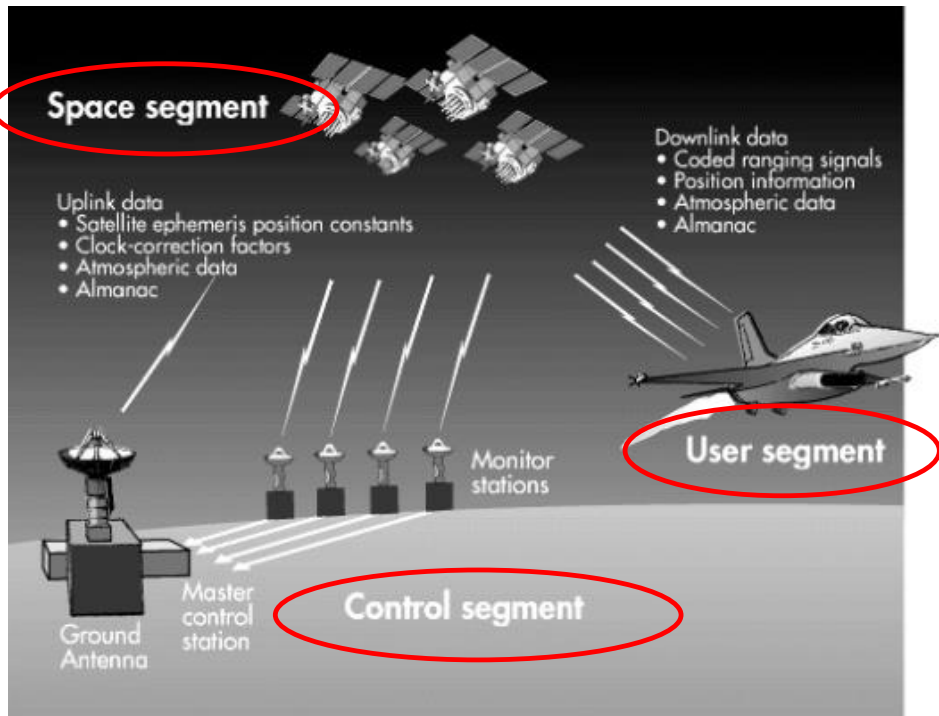 Space segment
Downlink data
• Coded ranging signals
• Position information
• Atmospheric data
• Almanac
Uplink data
• Satellite ephemeris position constants
• Clock-correction factors
• Atmospheric data
• Almanac
User segment
Monitor
stations
Master
control
station
Control segment
Ground
Antenna